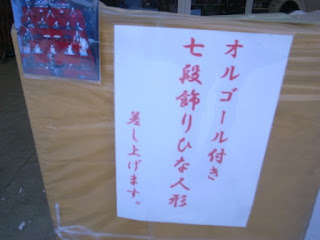 オルゴール付き
七段飾りひな人形
差し上げます。